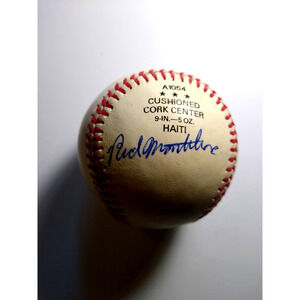 A1054
★ ★ ★
CUSHIONED
CORK CENTER
9-IN.—5 OZ.
HAITI